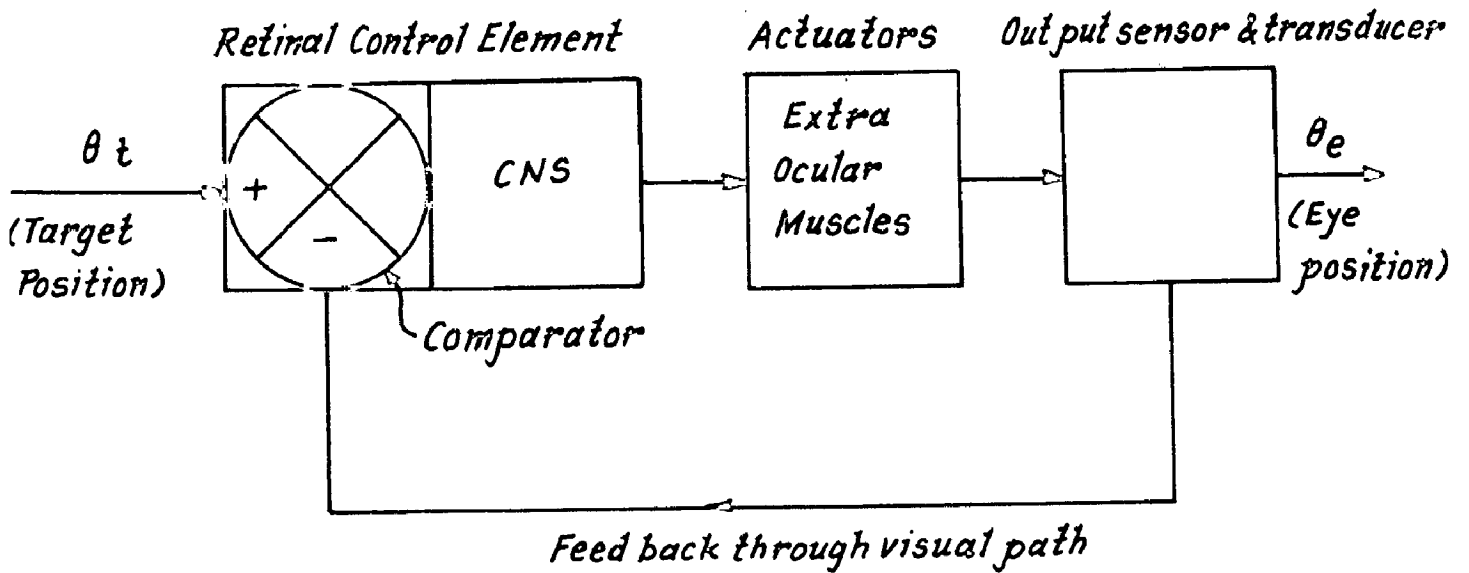 Retinal Control Element
Actuators
Out put sensor & transducer
θ t
(Target
Position)
+
−
CNS
Extra
Ocular
Muscles
θe
(Eye
position)
Comparator
Feed back through visual path